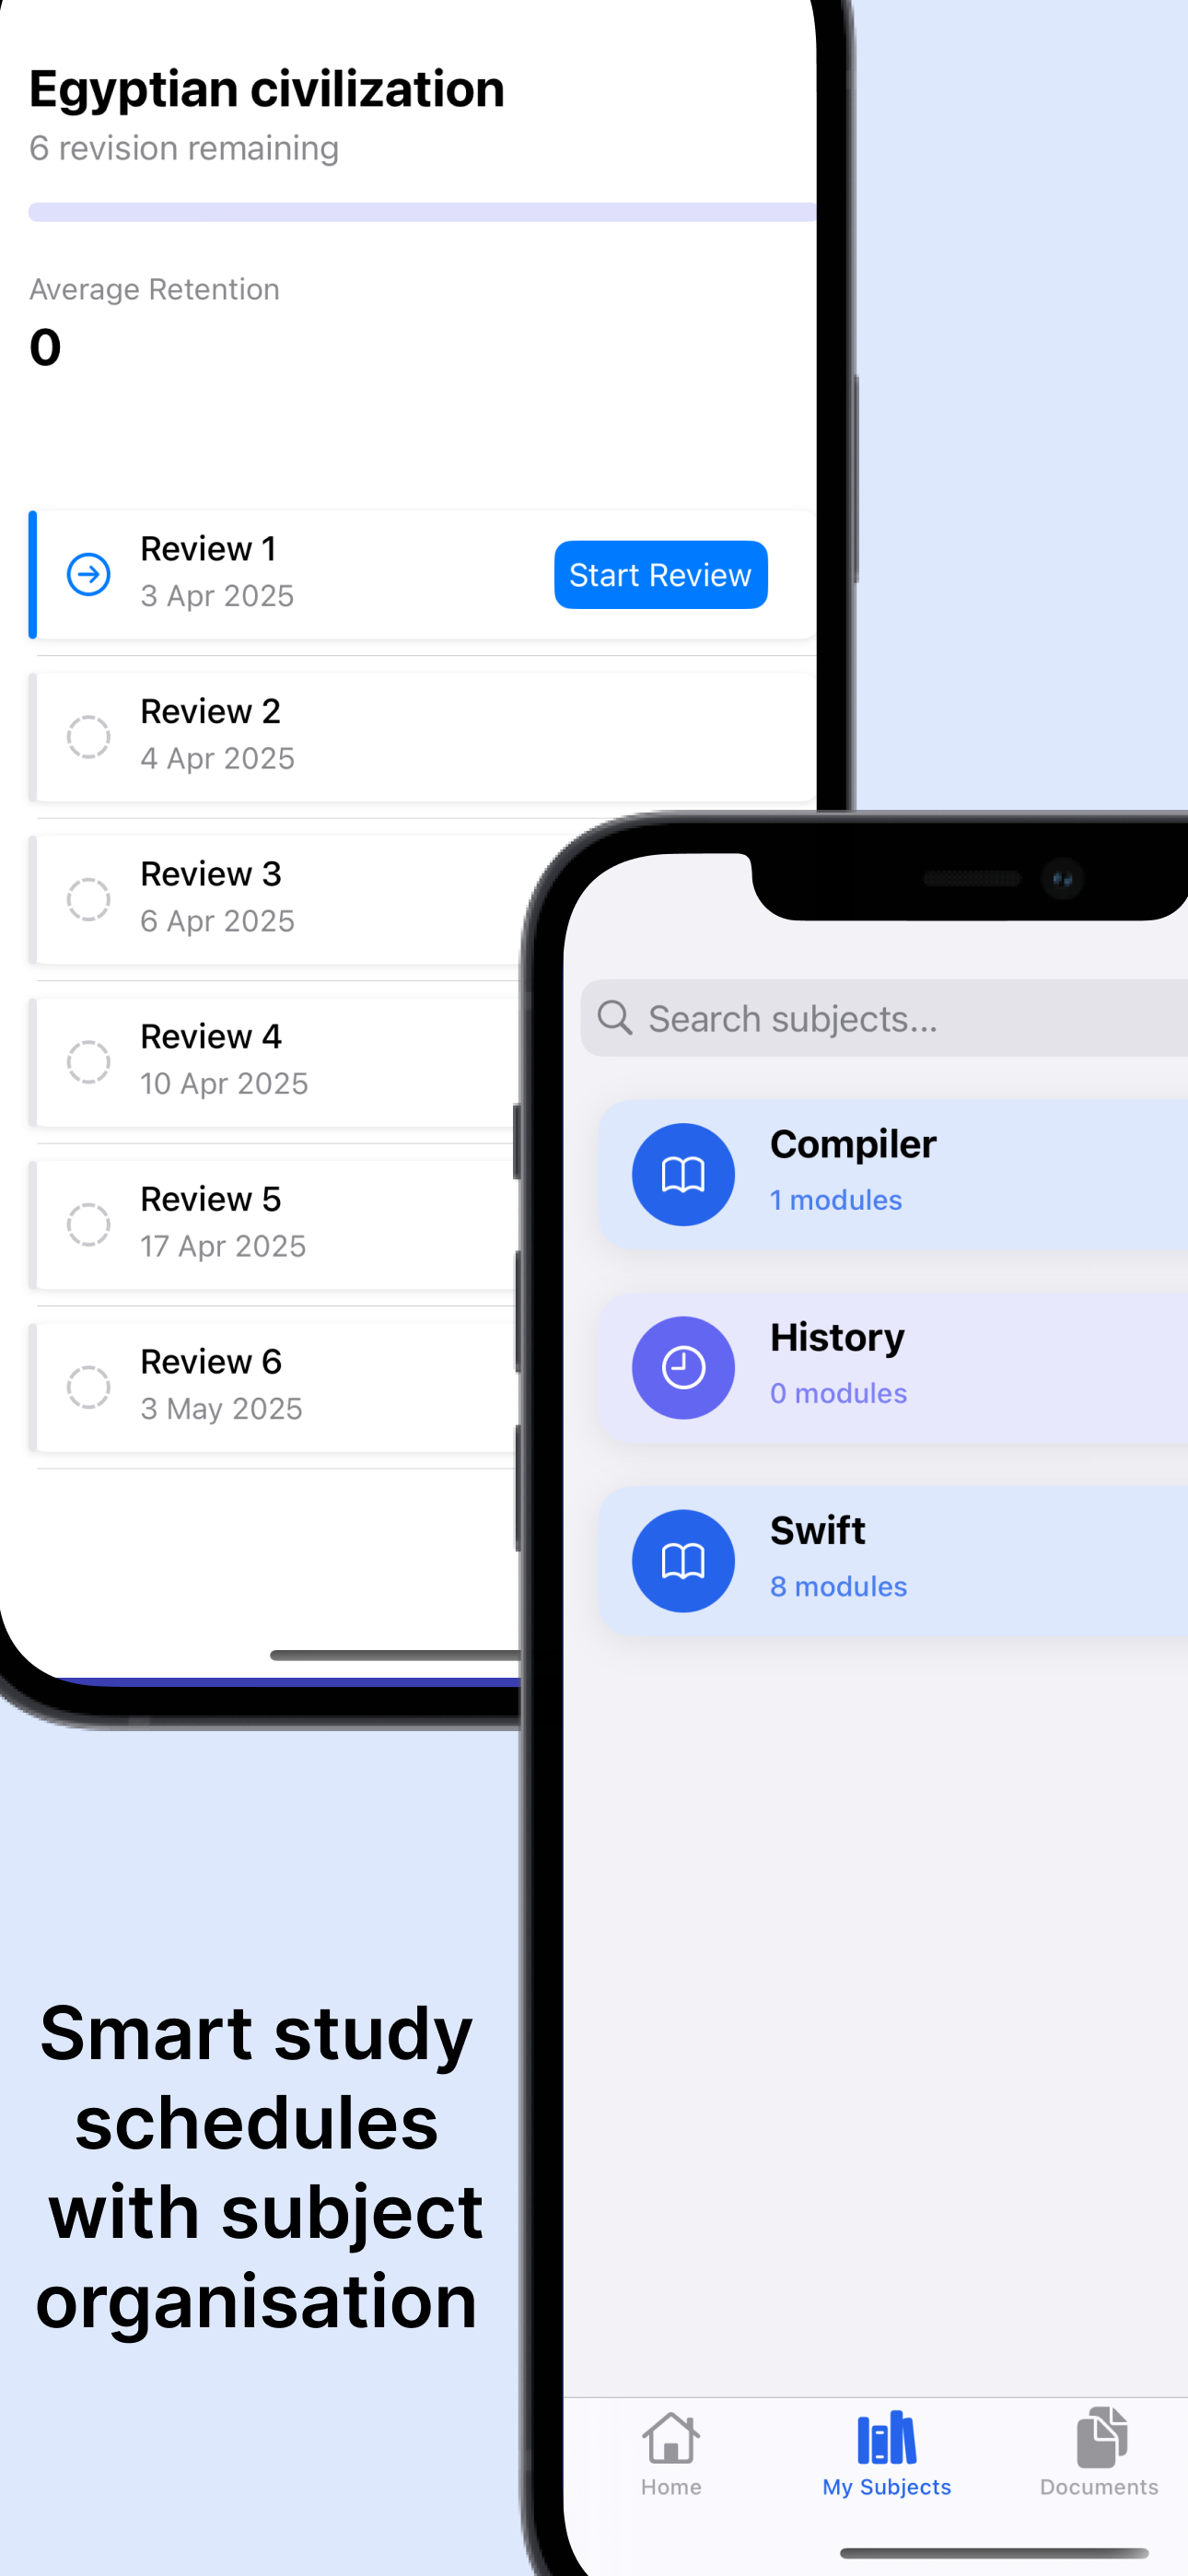 Egyptian civilization
6 revision remaining
Average Retention
0
Review 1
3 Apr 2025
Start Review
Review 2
4 Apr 2025
Review 3
6 Apr 2025
Review 4
10 Apr 2025
Review 5
17 Apr 2025
Review 6
3 May 2025
Search subjects...
Compiler
1 modules
History
0 modules
Swift
8 modules
Smart study
schedules
with subject
organisation
Home
My Subjects
Documents